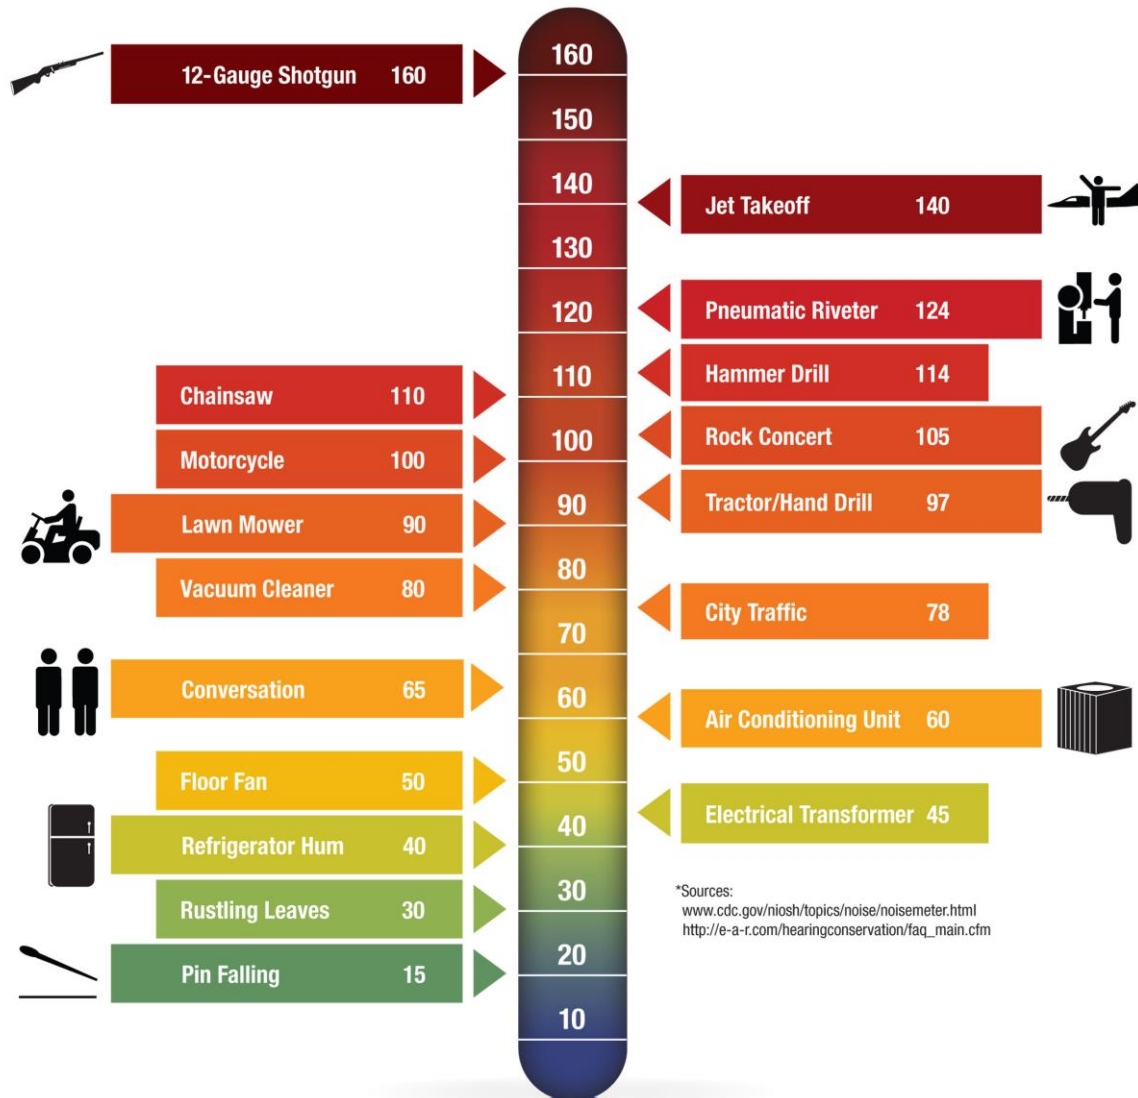 12-Gauge Shotgun 160
Chainsaw 110
Motorcycle 100
Lawn Mower 90
Vacuum Cleaner 80
Conversation 65
Floor Fan 50
Refrigerator Hum 40
Rustling Leaves 30
Pin Falling 15
160
150
140
130
120
110
100
90
80
70
60
50
40
30
20
10
Jet Takeoff 140
Pneumatic Riveter 124
Hammer Drill 114
Rock Concert 105
Tractor/Hand Drill 97
City Traffic 78
Air Conditioning Unit 60
Electrical Transformer 45
*Sources:
www.cdc.gov/niosh/topics/noise/noisemeter.html
http://e-a-r.com/hearingconservation/faq_main.cfm